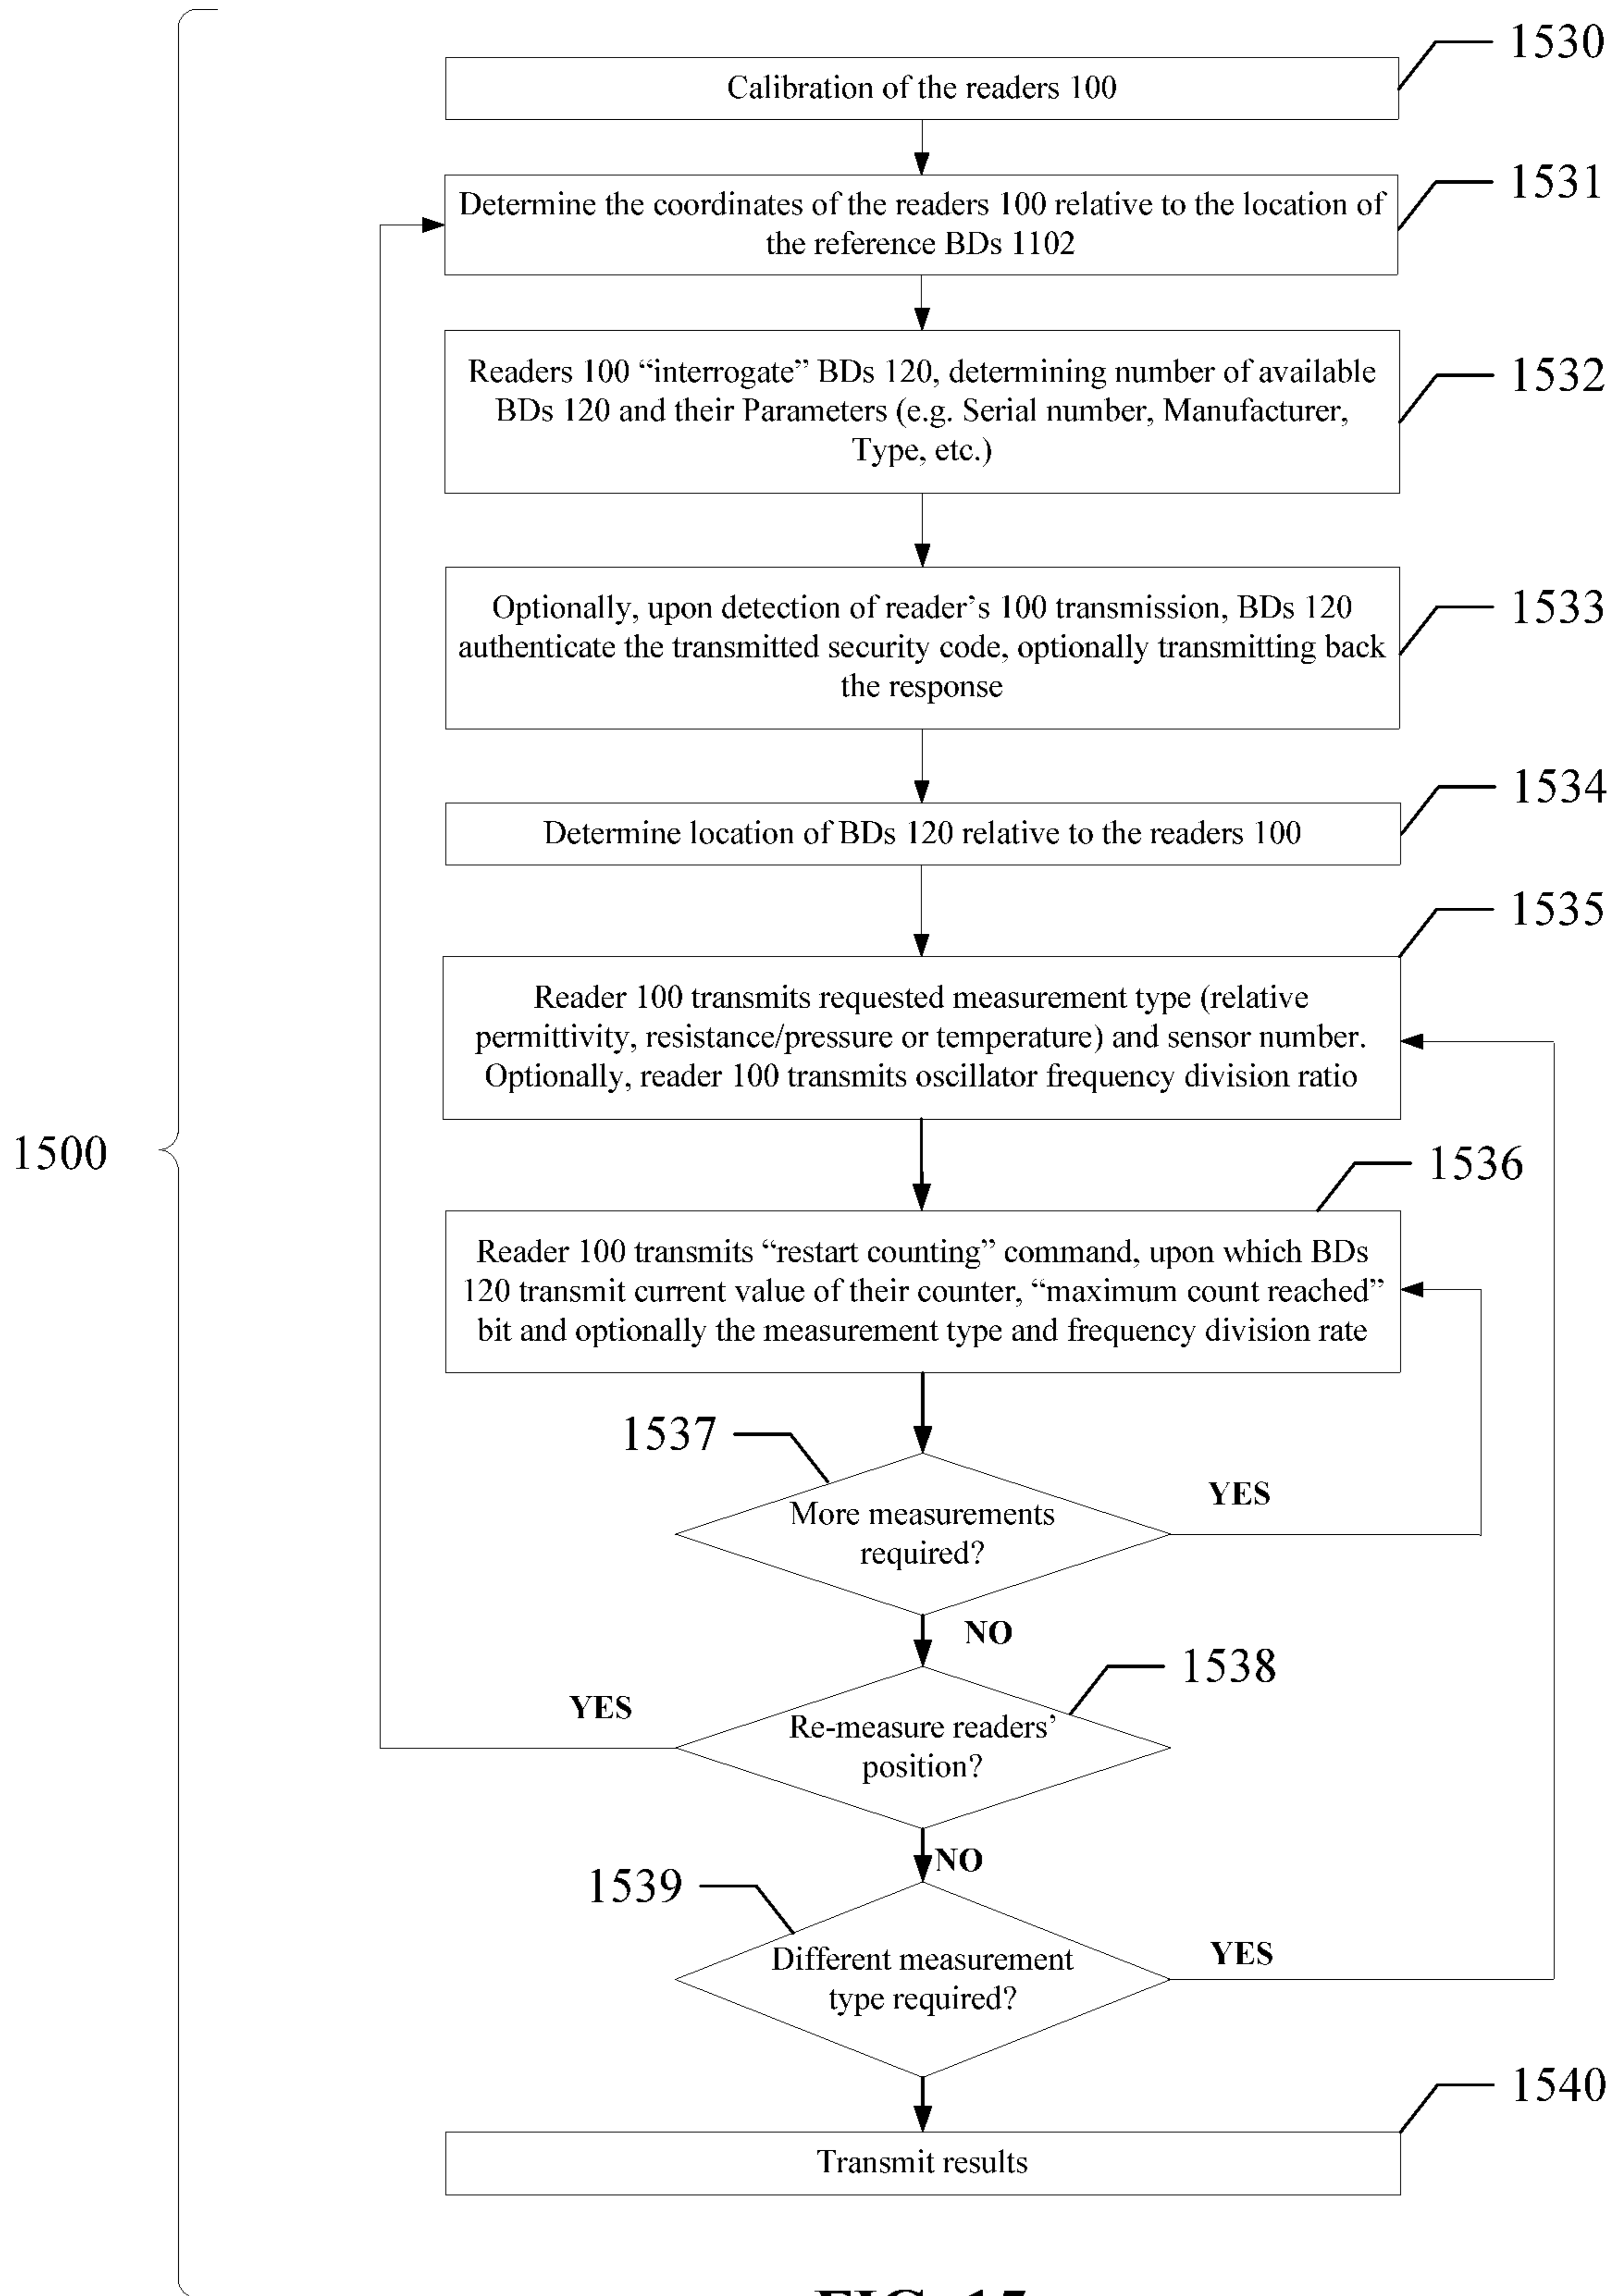 1530
Calibration of the readers 100
1531
Determine the coordinates of the readers 100 relative to the location of
the reference BDs 1102
1532
Readers 100 “interrogate” BDs 120, determining number of available
BDs 120 and their Parameters (e.g. Serial number, Manufacturer,
Type, etc.)
1533
Optionally, upon detection of reader’s 100 transmission, BDs 120
authenticate the transmitted security code, optionally transmitting back
the response
1534
Determine location of BDs 120 relative to the readers 100
1535
Reader 100 transmits requested measurement type (relative
permittivity, resistance/pressure or temperature) and sensor number.
Optionally, reader 100 transmits oscillator frequency division ratio
1500
1536
Reader 100 transmits “restart counting” command, upon which BDs
120 transmit current value of their counter, “maximum count reached”
bit and optionally the measurement type and frequency division rate
1537
More measurements
required?
YES
NO
1538
YES
Re-measure readers’
position?
NO
1539
Different measurement
type required?
YES
1540
Transmit results